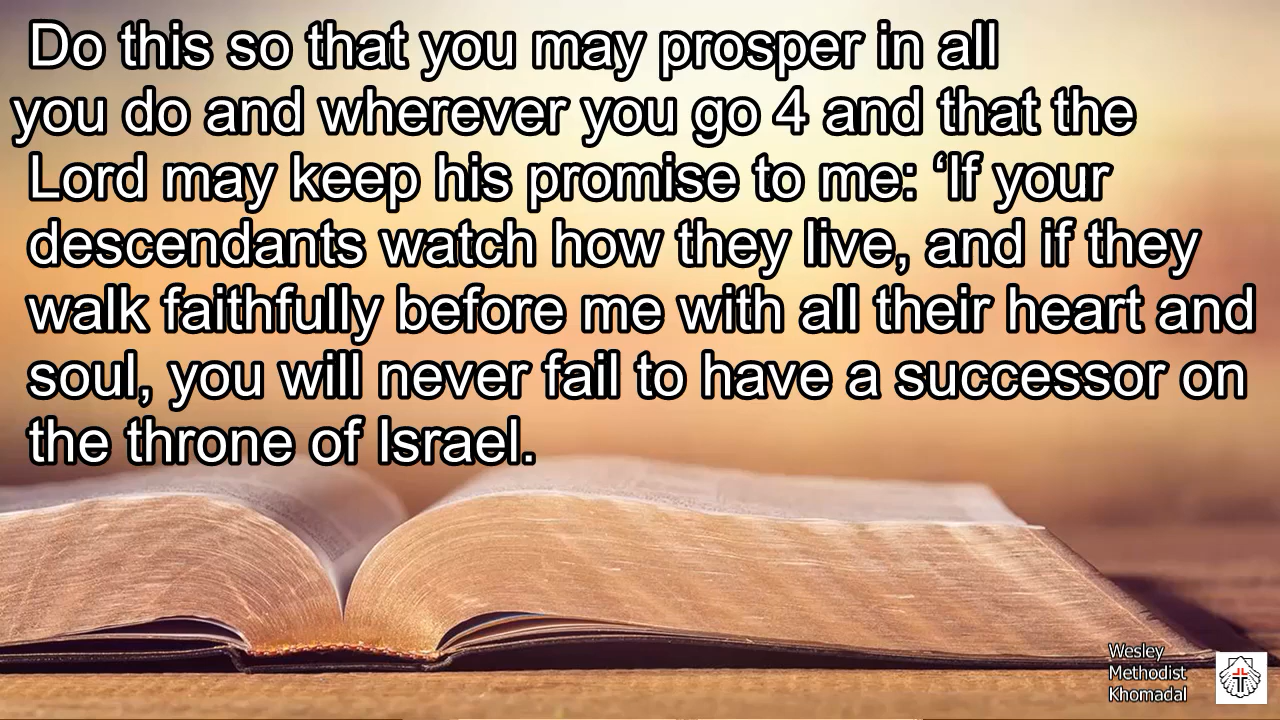 Do this so that you may prosper in all
you do and wherever you go 4 and that the
Lord may keep his promise to me: ‘If your
descendants watch how they live, and if they
walk faithfully before me with all their heart and
soul, you will never fail to have a successor on
the throne of Israel.
Wesley
Methodist
Khomadal